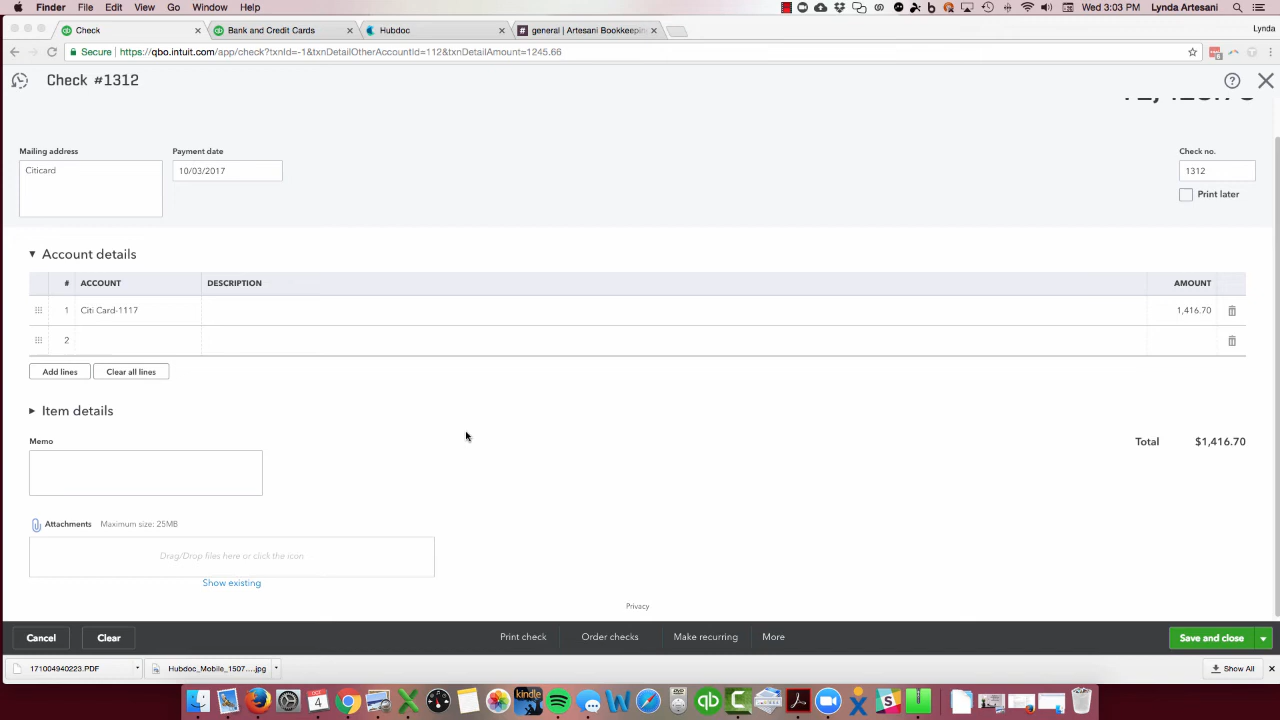 Finder File Edit View Go Window Help Wed 3:03 PM Lynda Artesani
Check Bank and Credit Cards Hubdoc general | Artesani Bookkeepin Lynda
Secure https://qbo.intuit.com/app/check?txnId=-1&txnDetailOtherAccountId=112&txnDetailAmount=1245.66
Check #1312
Mailing address Payment date Check no.
Citicard 10/03/2017 1312
Print later
Account details
# ACCOUNT DESCRIPTION AMOUNT
1 Citi Card-1117 1,416.70
2
Add lines Clear all lines
Item details
Memo Total $1,416.70
Attachments Maximum size: 25MB
Drag/Drop files here or click the icon
Show existing
Privacy
Cancel Clear Print check Order checks Make recurring More Save and close
171004940223.PDF Hubdoc_Mobile_1507....jpg Show All